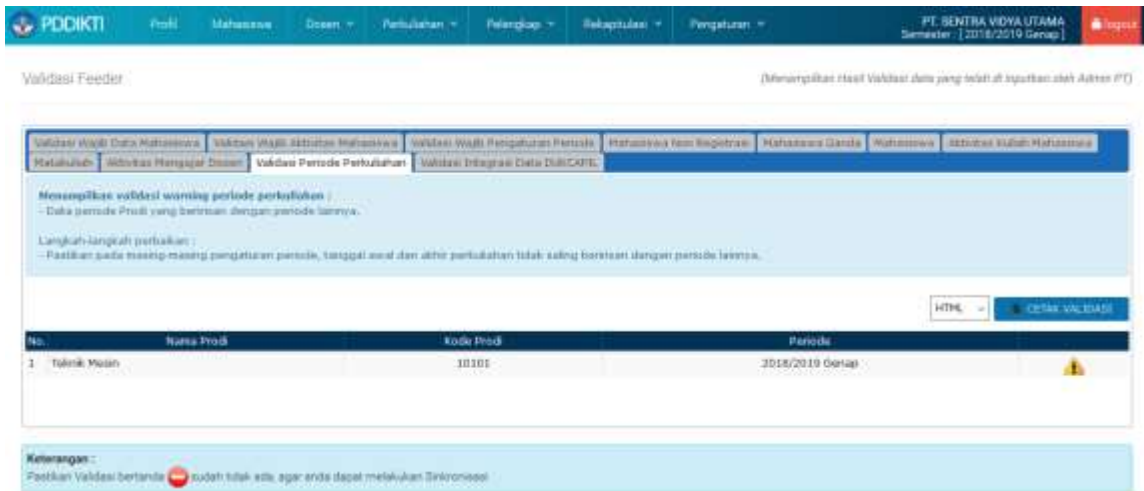 PDDIKTI Profil Mahasiswa Dosen Perkuliahan Pelengkap Rekapitulasi Pengaturan PT. SENTRA VIDYA UTAMA
Semester : [ 2018/2019 Genap ] logout
Validasi Feeder (Menampilkan Hasil Validasi data yang telah di inputkan oleh Admin PT)
Validasi Wajib Data Mahasiswa Validasi Wajib Aktivitas Mahasiswa Validasi Wajib Pengaturan Periode Mahasiswa Non Registrasi Mahasiswa Ganda Mahasiswa Aktivitas Kuliah Mahasiswa
Matakuliah Aktivitas Mengajar Dosen Validasi Periode Perkuliahan Validasi Integrasi Data DUKCAPIL
Menampilkan validasi warning periode perkuliahan :
- Data periode Prodi yang beririsan dengan periode lainnya.
Langkah-langkah perbaikan :
- Pastikan pada masing-masing pengaturan periode, tanggal awal dan akhir perkuliahan tidak saling beririsan dengan periode lainnya.
HTML CETAK VALIDASI
No. Nama Prodi Kode Prodi Periode
1 Teknik Mesin 10101 2018/2019 Genap
Keterangan :
Pastikan Validasi bertanda sudah tidak ada, agar anda dapat melakukan Sinkronisasi